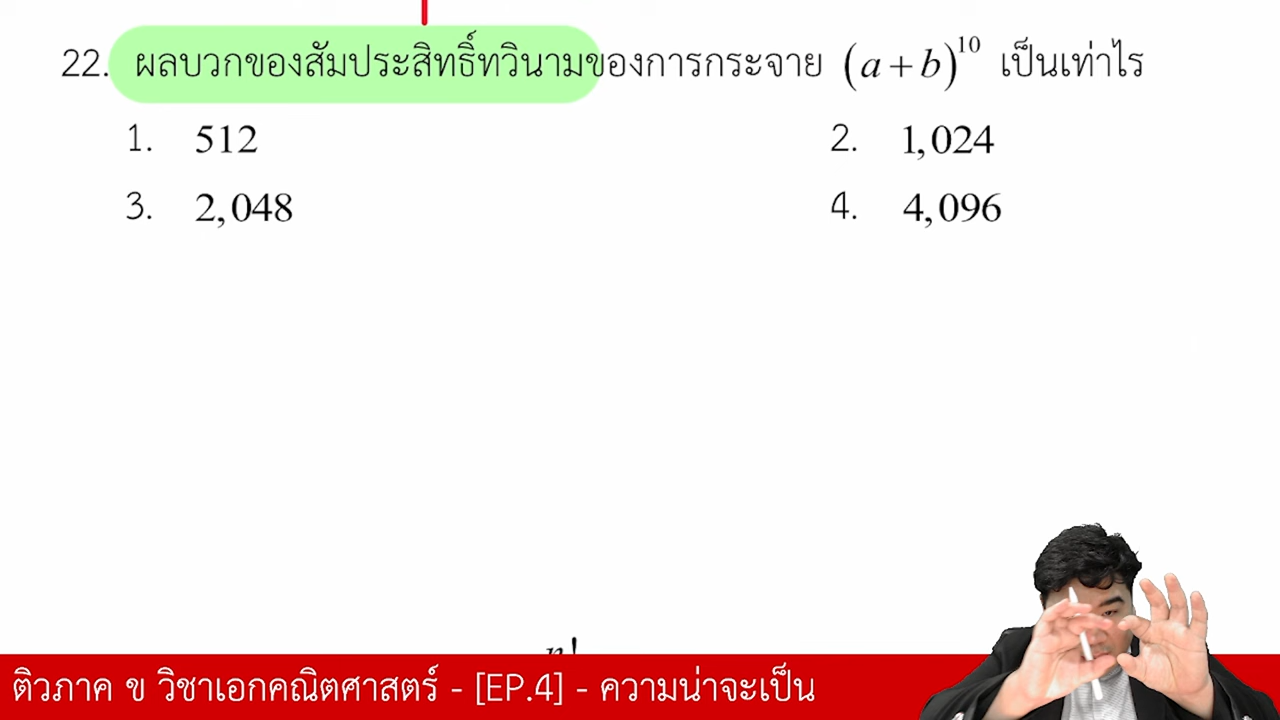 22. ผลบวกของสัมประสิทธิ์ทวินามของการกระจาย (a+b)^10 เป็นเท่าไร
1. 512 2. 1,024
3. 2,048 4. 4,096
n!
ติวภาค ข วิชาเอกคณิตศาสตร์ - [EP.4] - ความน่าจะเป็น